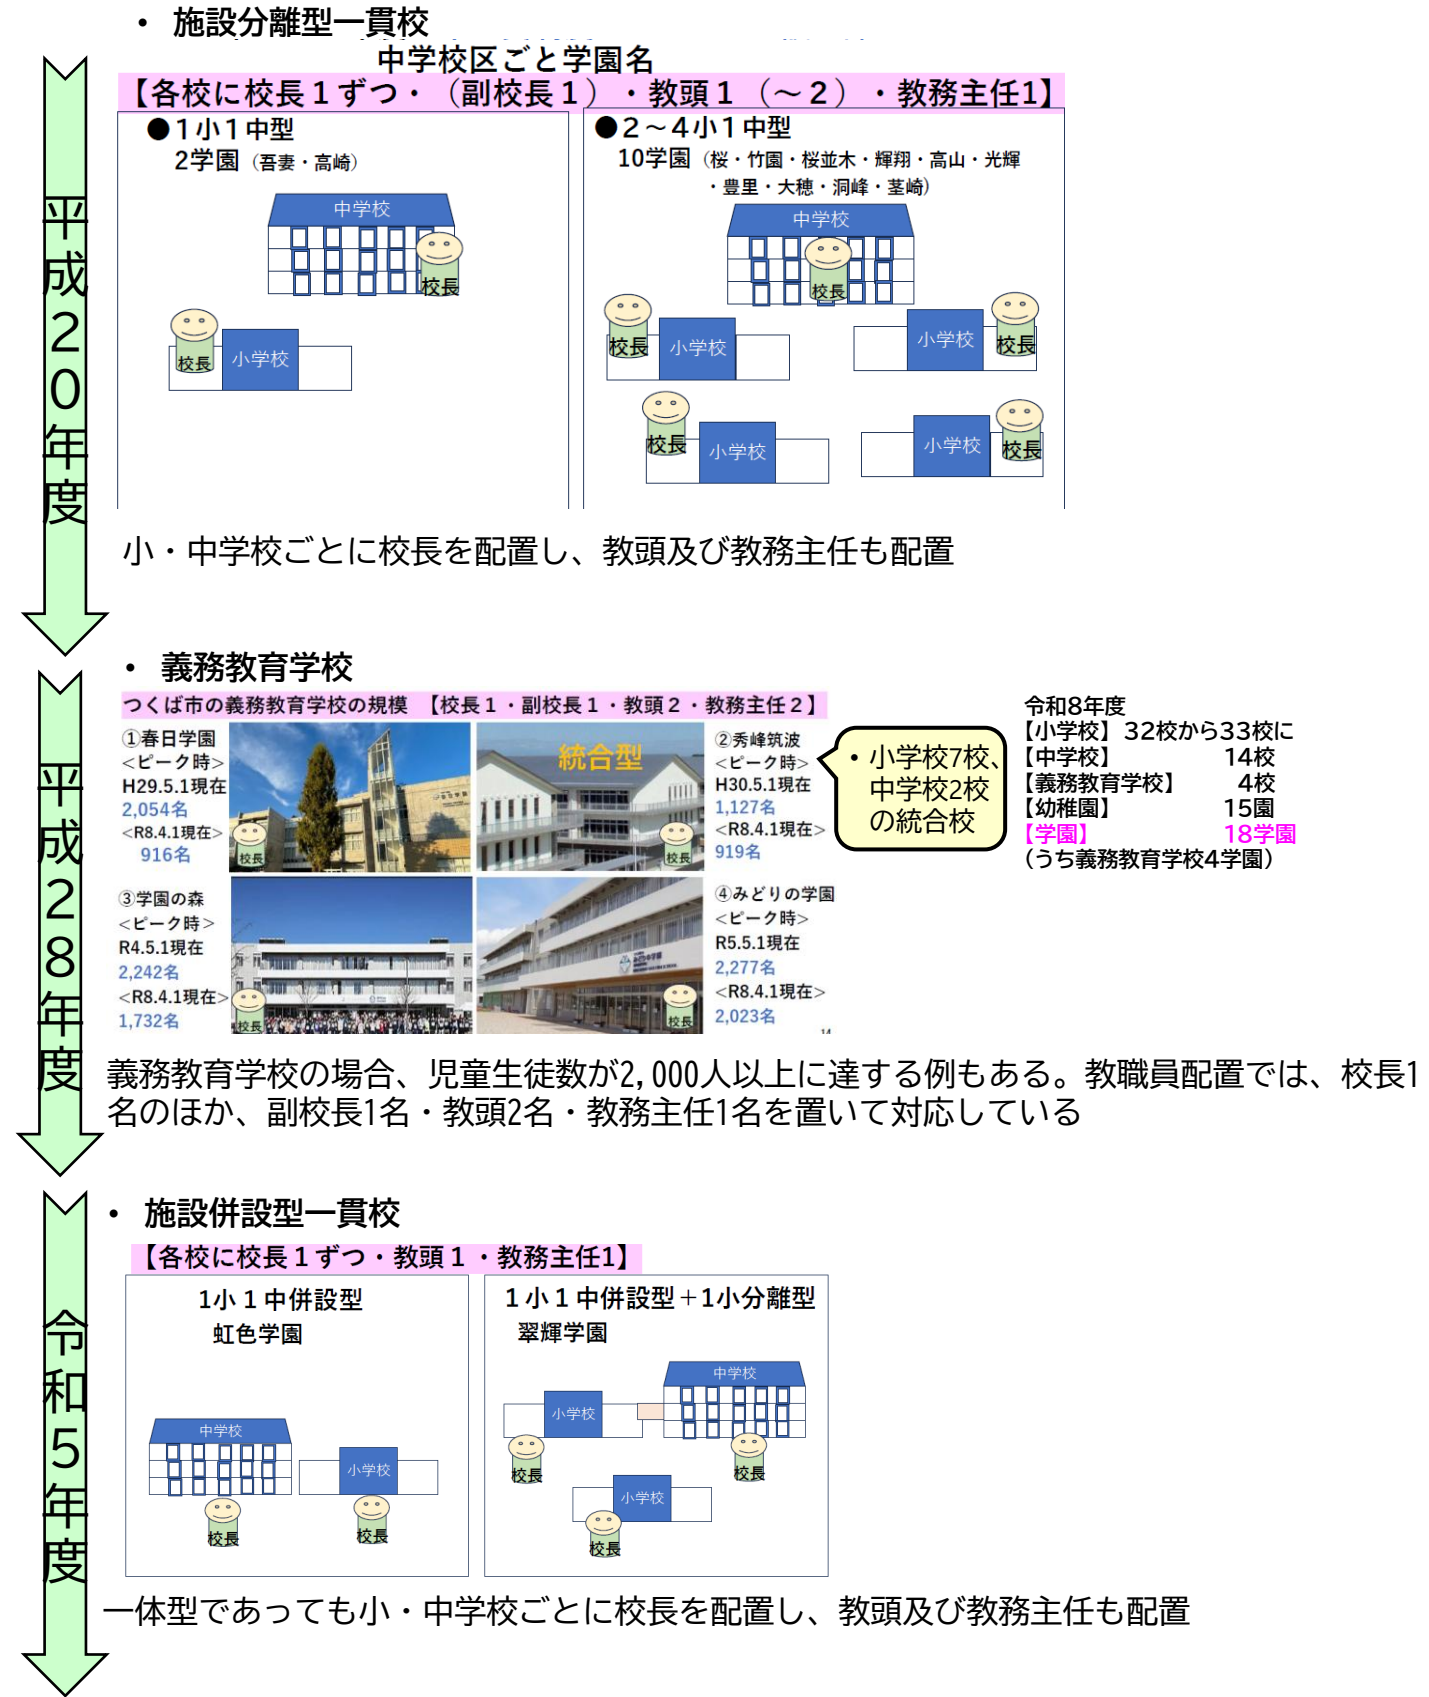 ・ 施設分離型一貫校
中学校区ごと学園名
【各校に校長１ずつ・（副校長１）・教頭１（～２）・教務主任1】
●１小１中型
2学園（吾妻・高崎）
中学校
校長
校長
小学校
●２～４小１中型
10学園（桜・竹園・桜並木・輝翔・高山・光輝
・豊里・大穂・洞峰・茎崎）
中学校
校長
校長
小学校
小学校
校長
校長
小学校
小学校
校長
平成２０年度
小・中学校ごとに校長を配置し、教頭及び教務主任も配置
・ 義務教育学校
つくば市の義務教育学校の規模 【校長１・副校長１・教頭２・教務主任２】
①春日学園
<ピーク時>
H29.5.1現在
2,054名
<R8.4.1現在>
916名
校長
統合型
校長
②秀峰筑波
<ピーク時>
H30.5.1現在
1,127名
<R8.4.1現在>
919名
・小学校7校、
中学校2校
の統合校
令和8年度
【小学校】32校から33校に
【中学校】 14校
【義務教育学校】 4校
【幼稚園】 15園
【学園】 18学園
（うち義務教育学校4学園）
③学園の森
<ピーク時>
R4.5.1現在
2,242名
<R8.4.1現在>
1,732名
校長
校長
④みどりの学園
<ピーク時>
R5.5.1現在
2,277名
<R8.4.1現在>
2,023名
平成２８年度
義務教育学校の場合、児童生徒数が2,000人以上に達する例もある。教職員配置では、校長1
名のほか、副校長1名・教頭2名・教務主任1名を置いて対応している
・ 施設併設型一貫校
【各校に校長１ずつ・教頭１・教務主任1】
1小１中併設型
虹色学園
中学校
小学校
校長
校長
１小１中併設型＋1小分離型
翠輝学園
中学校
小学校
校長
校長
小学校
校長
令和５年度
一体型であっても小・中学校ごとに校長を配置し、教頭及び教務主任も配置